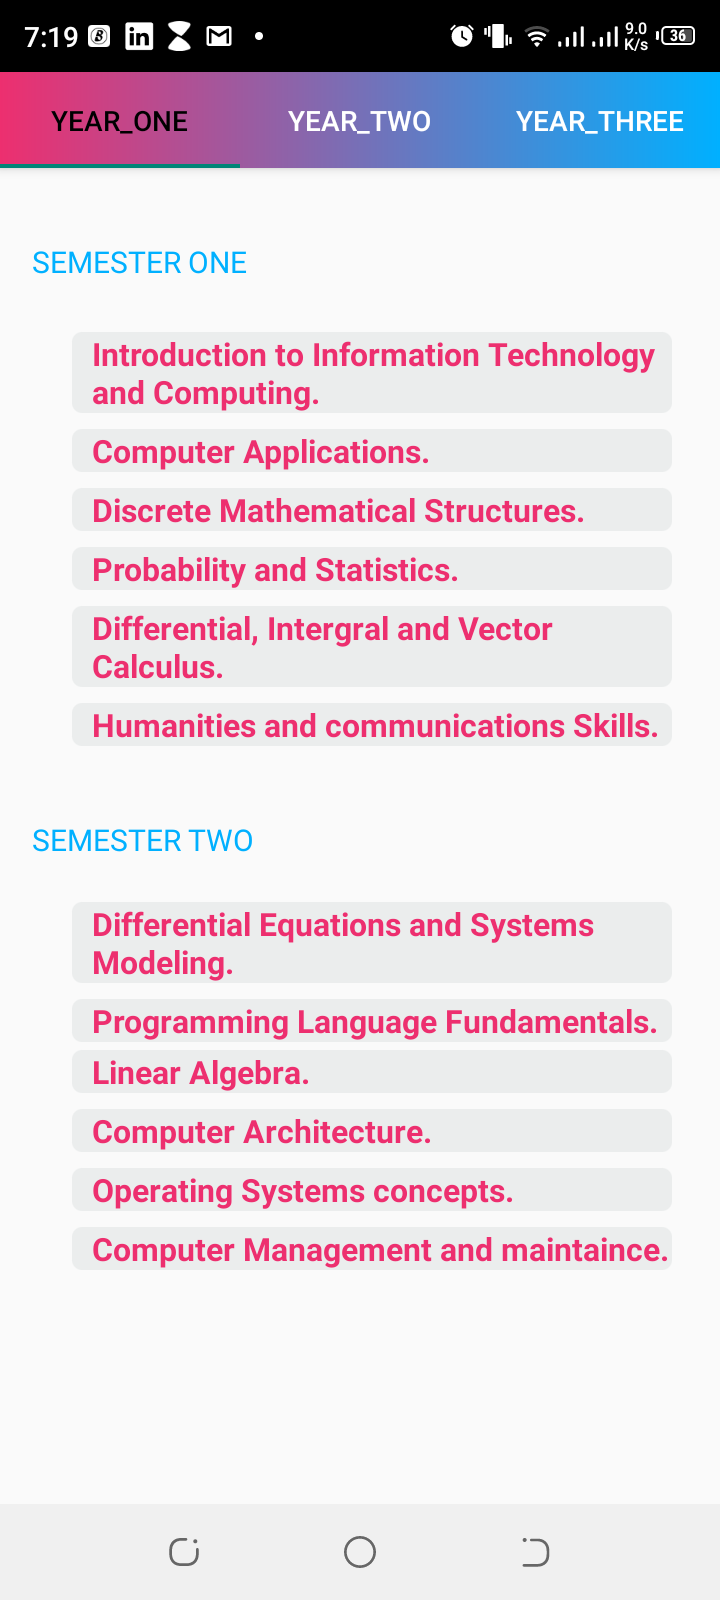 7:19
in
9.0
K/s
36
YEAR_ONE YEAR_TWO YEAR_THREE
SEMESTER ONE
Introduction to Information Technology
and Computing.
Computer Applications.
Discrete Mathematical Structures.
Probability and Statistics.
Differential, Intergral and Vector
Calculus.
Humanities and communications Skills.
SEMESTER TWO
Differential Equations and Systems
Modeling.
Programming Language Fundamentals.
Linear Algebra.
Computer Architecture.
Operating Systems concepts.
Computer Management and maintaince.